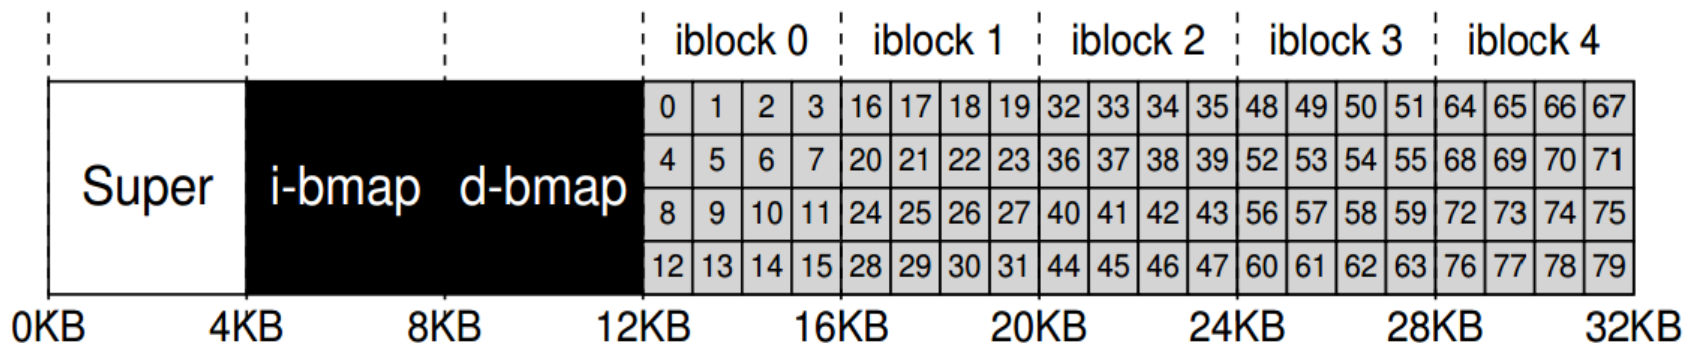 iblock 0 iblock 1 iblock 2 iblock 3 iblock 4
0 1 2 3 16 17 18 19 32 33 34 35 48 49 50 51 64 65 66 67
4 5 6 7 20 21 22 23 36 37 38 39 52 53 54 55 68 69 70 71
Super i-bmap d-bmap
8 9 10 11 24 25 26 27 40 41 42 43 56 57 58 59 72 73 74 75
12 13 14 15 28 29 30 31 44 45 46 47 60 61 62 63 76 77 78 79
0KB 4KB 8KB 12KB 16KB 20KB 24KB 28KB 32KB